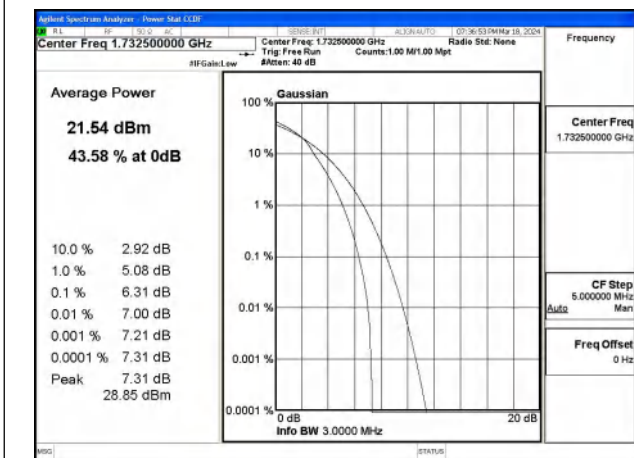 Agilent Spectrum Analyzer - Power Stat CCDF
RL RF 50 Ω AC SENSE:INT ALIGN AUTO 07:36:53 PM Mar 18, 2024
Center Freq 1.732500000 GHz
Center Freq: 1.732500000 GHz Radio Std: None
Trig: Free Run Counts:1.00 M/1.00 Mpt
#IFGain:Low #Atten: 40 dB
Frequency
Average Power
21.54 dBm
43.58 % at 0dB
10.0 % 2.92 dB
1.0 % 5.08 dB
0.1 % 6.31 dB
0.01 % 7.00 dB
0.001 % 7.21 dB
0.0001 % 7.31 dB
Peak 7.31 dB
28.85 dBm
Gaussian
100 %
10 %
1 %
0.1 %
0.01 %
0.001 %
0.0001 %
0 dB 20 dB
Info BW 3.0000 MHz
Center Freq
1.732500000 GHz
CF Step
5.000000 MHz
Auto Man
Freq Offset
0 Hz
MSG STATUS